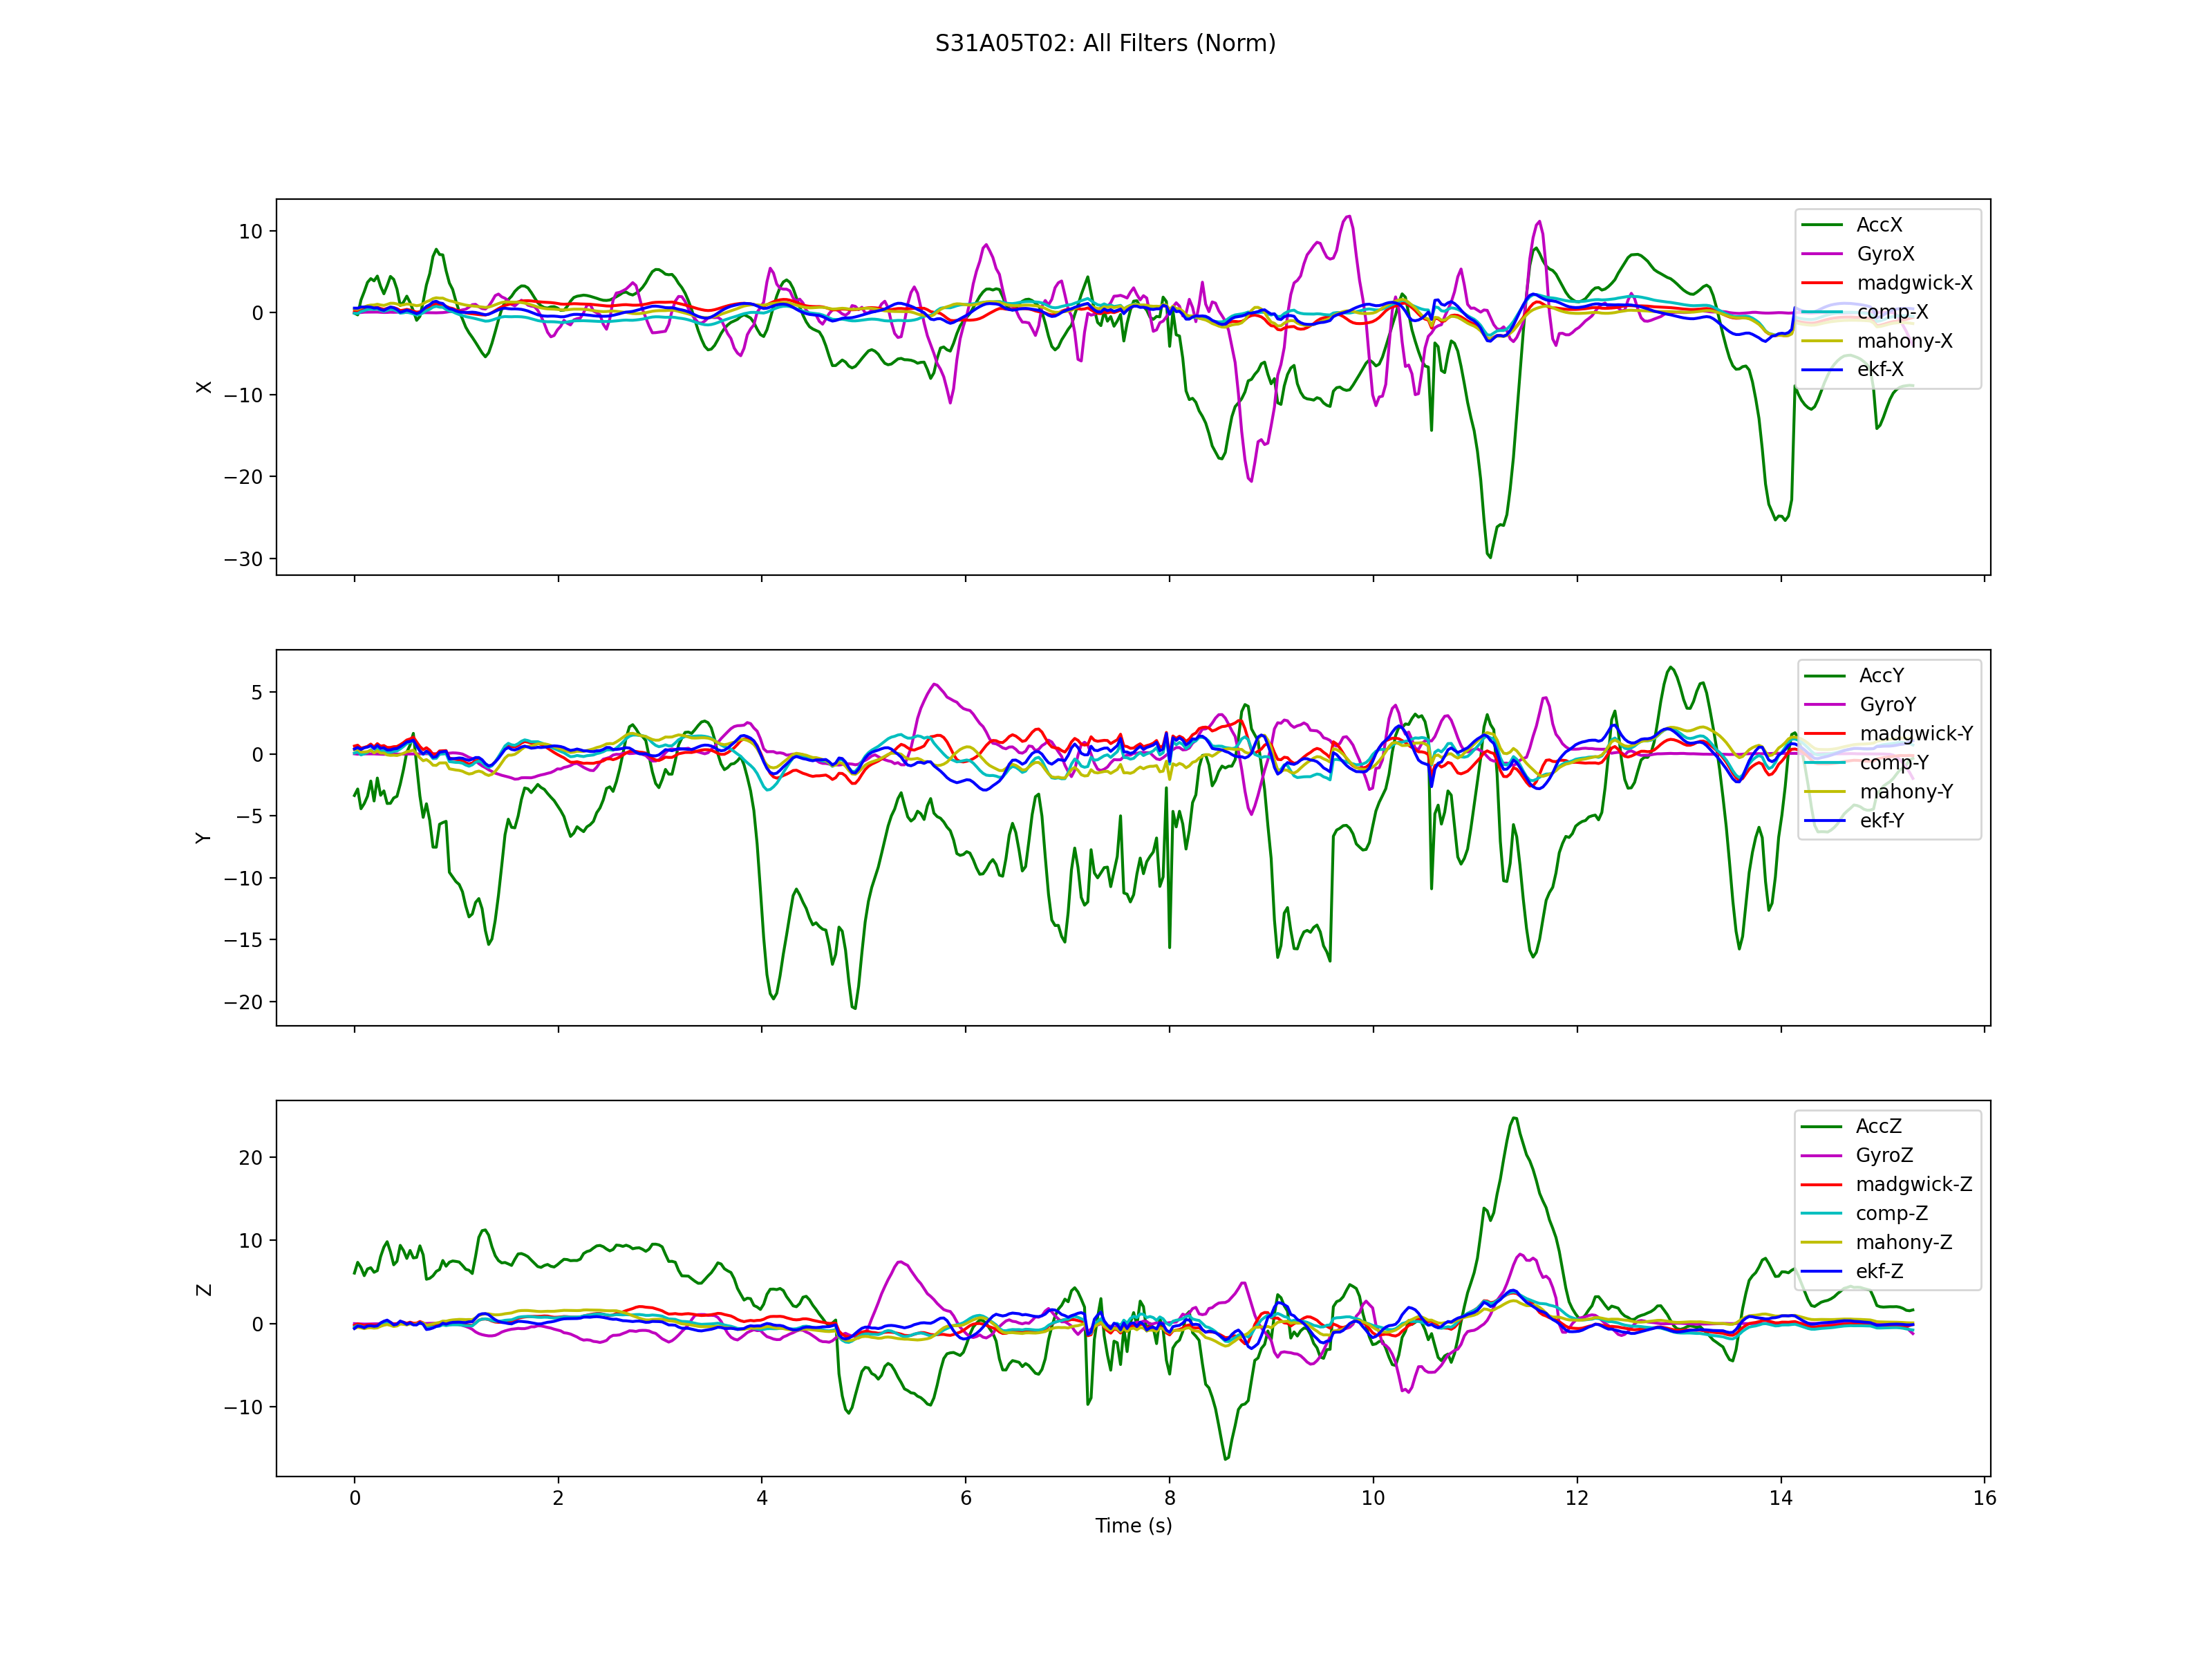 S31A05T02: All Filters (Norm)
10
0
−10
−20
−30
X
AccX
GyroX
madgwick-X
comp-X
mahony-X
ekf-X
5
0
−5
−10
−15
−20
Y
AccY
GyroY
madgwick-Y
comp-Y
mahony-Y
ekf-Y
20
10
0
−10
Z
AccZ
GyroZ
madgwick-Z
comp-Z
mahony-Z
ekf-Z
0 2 4 6 8 10 12 14 16
Time (s)